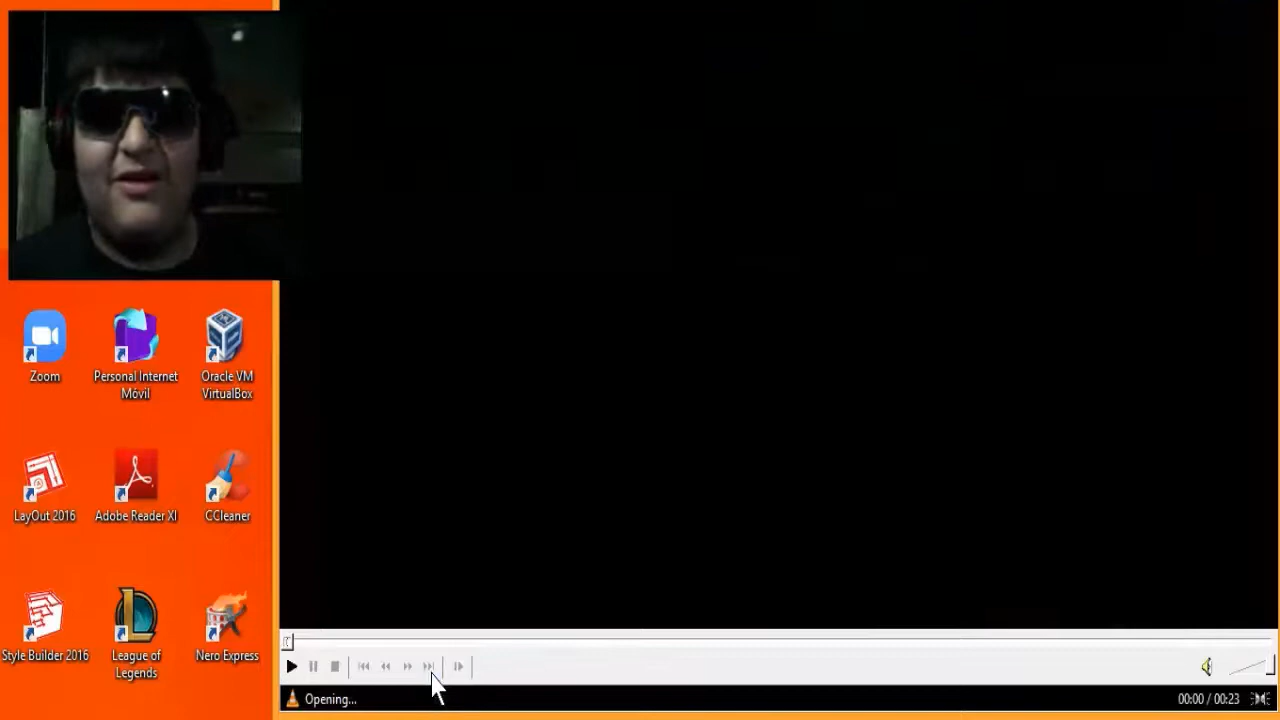 Zoom
Personal Internet
Móvil
Oracle VM
VirtualBox
LayOut 2016
Adobe Reader XI
CCleaner
Style Builder 2016
League of
Legends
Nero Express
Opening...
00:00 / 00:23